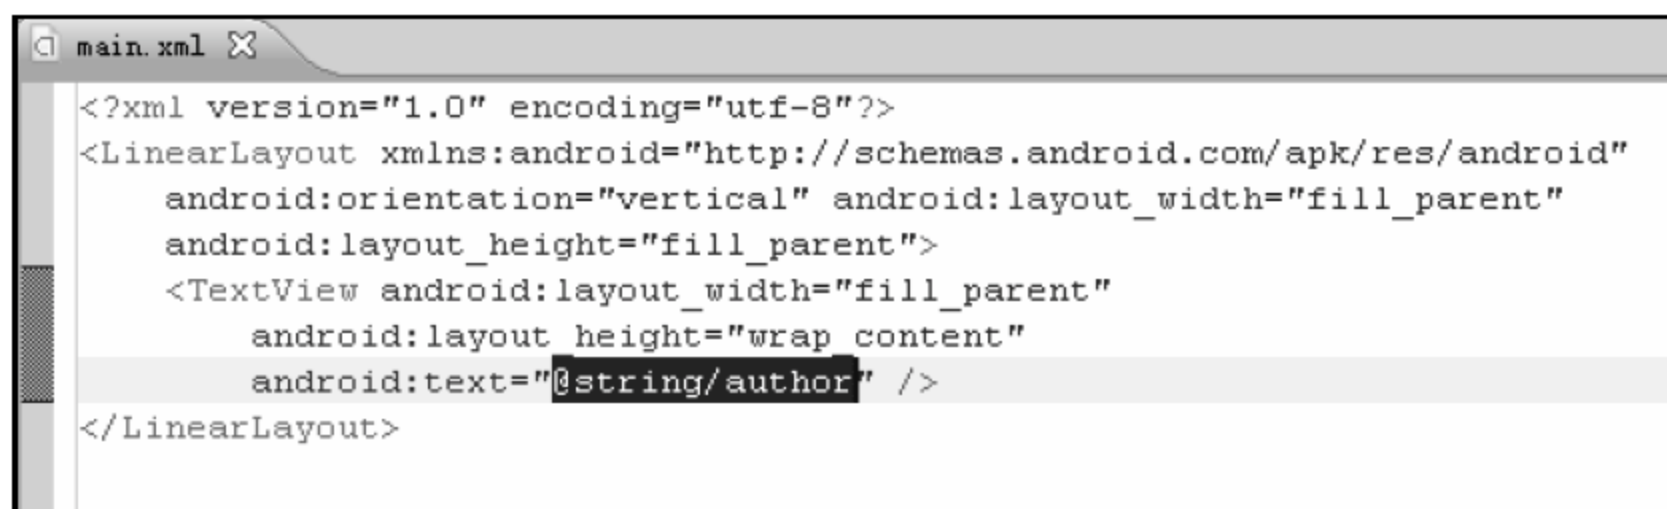 main.xml
<?xml version="1.0" encoding="utf-8"?>
<LinearLayout xmlns:android="http://schemas.android.com/apk/res/android"
    android:orientation="vertical" android:layout_width="fill_parent"
    android:layout_height="fill_parent">
    <TextView android:layout_width="fill_parent"
        android:layout_height="wrap_content"
        android:text="@string/author" />
</LinearLayout>